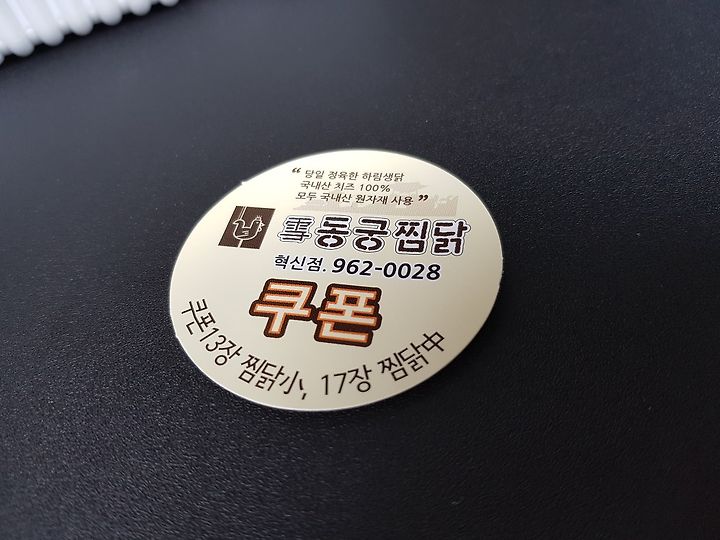 “ 당일 정육한 하림생닭
국내산 치즈 100%
모두 국내산 원자재 사용 ”
雪동궁찜닭
혁신점. 962-0028
쿠폰
쿠폰13장 찜닭小, 17장 찜닭中